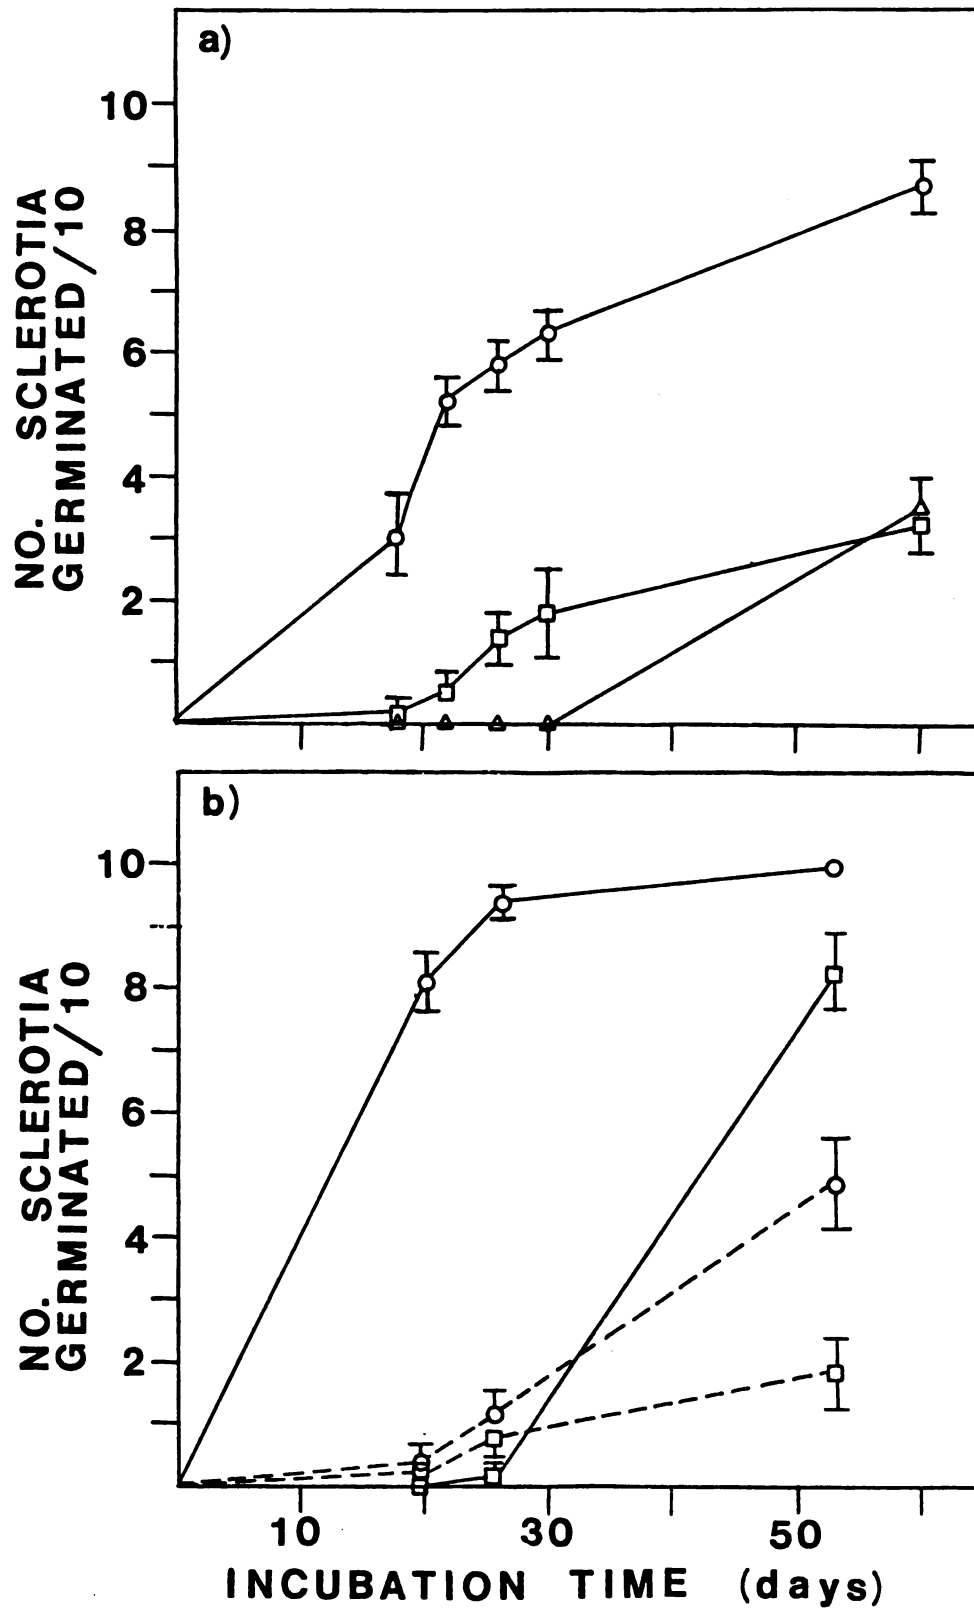 a)
10
8
6
4
2
NO. SCLEROTIA
GERMINATED/10
b)
10
8
6
4
2
NO. SCLEROTIA
GERMINATED/10
10 30 50
INCUBATION TIME (days)